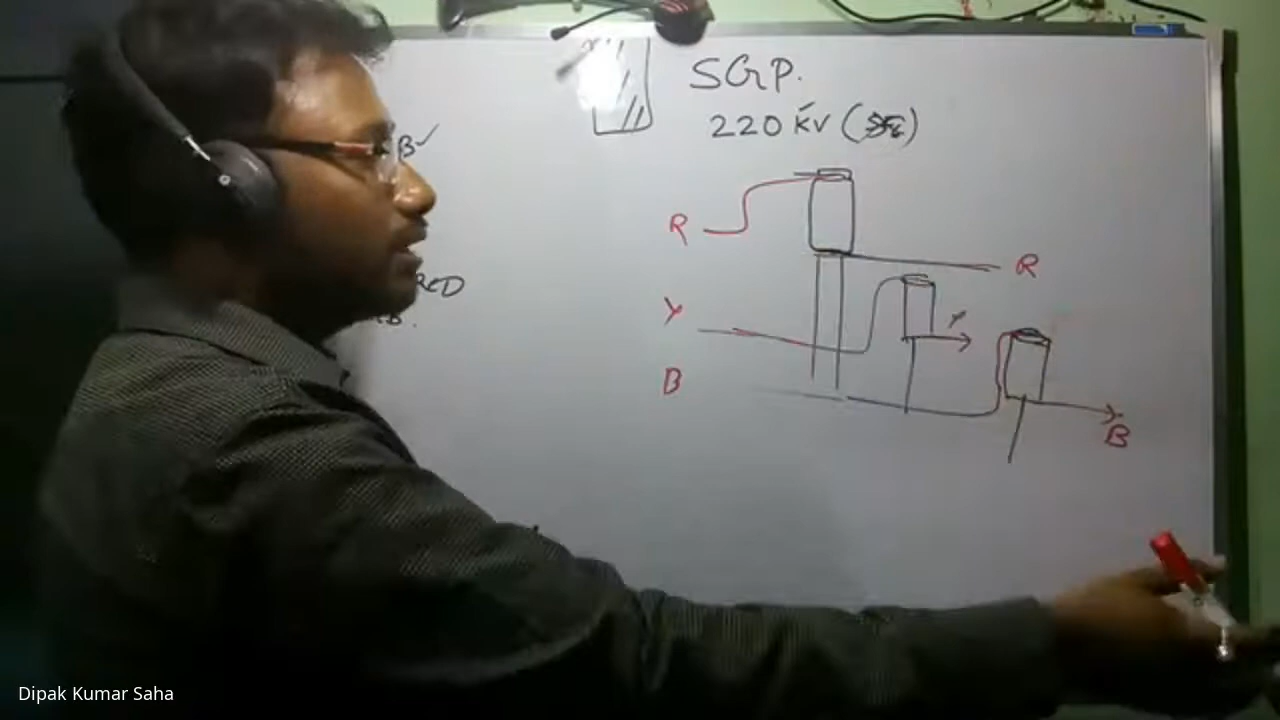 SGP.
220 KV (SF6)
B✓
R
R
Y
Y
B
B
Dipak Kumar Saha